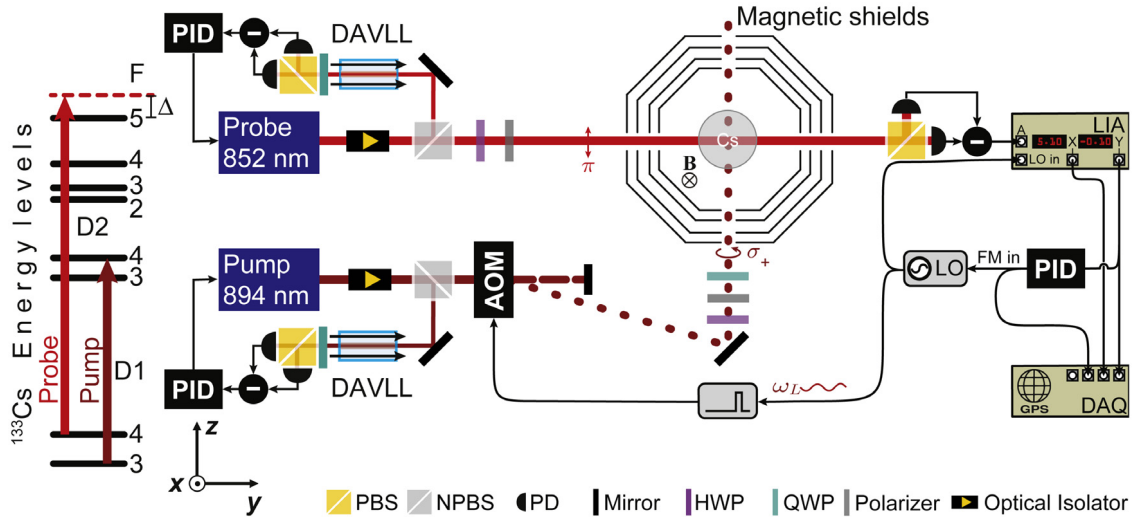 Magnetic shields
PID
−
DAVLL
F
Δ
5
4
3
2
D2
4
3
D1
4
3
Probe
Pump
¹³³Cs Energy levels
Probe
852 nm
π
Cs
B
σ+
−
A
5.10
X
-0.10
Y
LIA
LO in
Pump
894 nm
AOM
LO
FM in
PID
DAVLL
PID
−
ωL
GPS
DAQ
z
x
y
PBS
NPBS
PD
Mirror
HWP
QWP
Polarizer
Optical Isolator